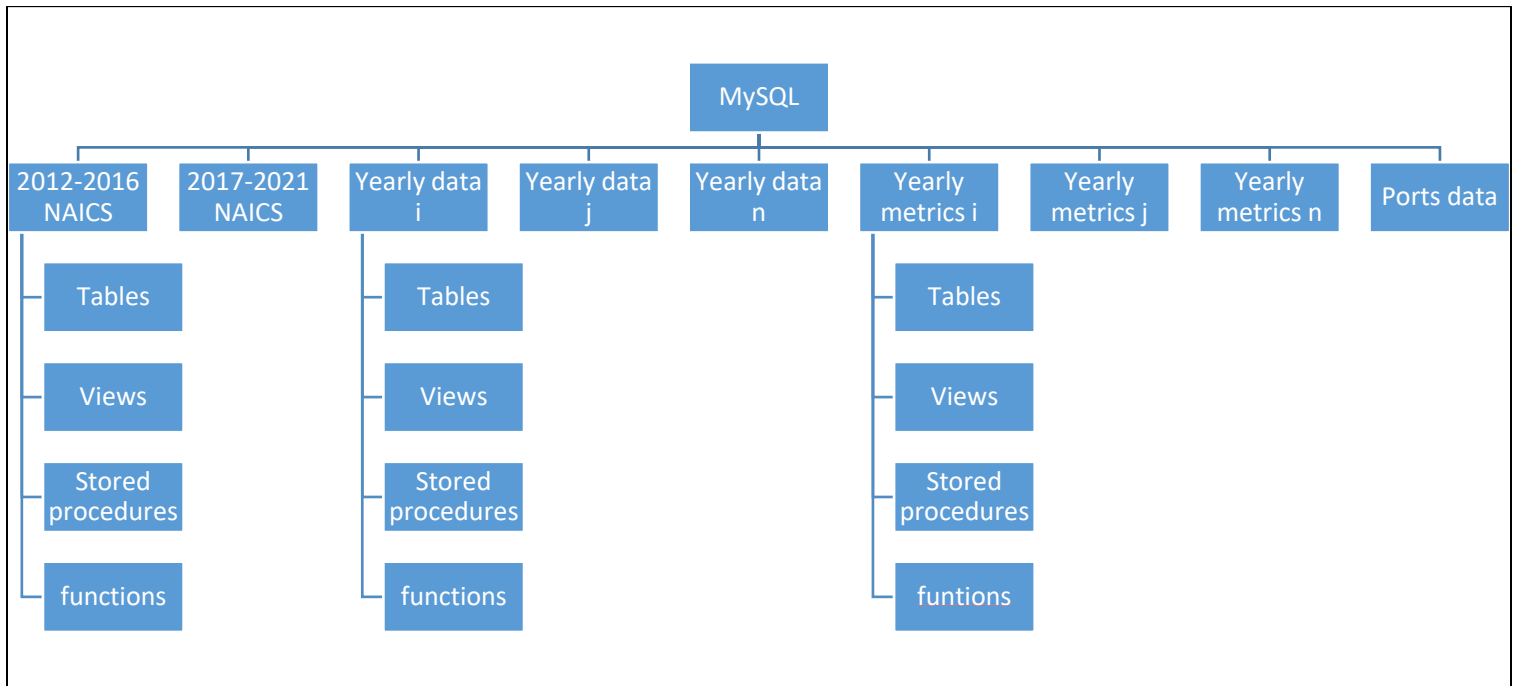 MySQL
2012-2016
NAICS
2017-2021
NAICS
Yearly data
i
Yearly data
j
Yearly data
n
Yearly
metrics i
Yearly
metrics j
Yearly
metrics n
Ports data
Tables
Views
Stored
procedures
functions
Tables
Views
Stored
procedures
functions
Tables
Views
Stored
procedures
funtions